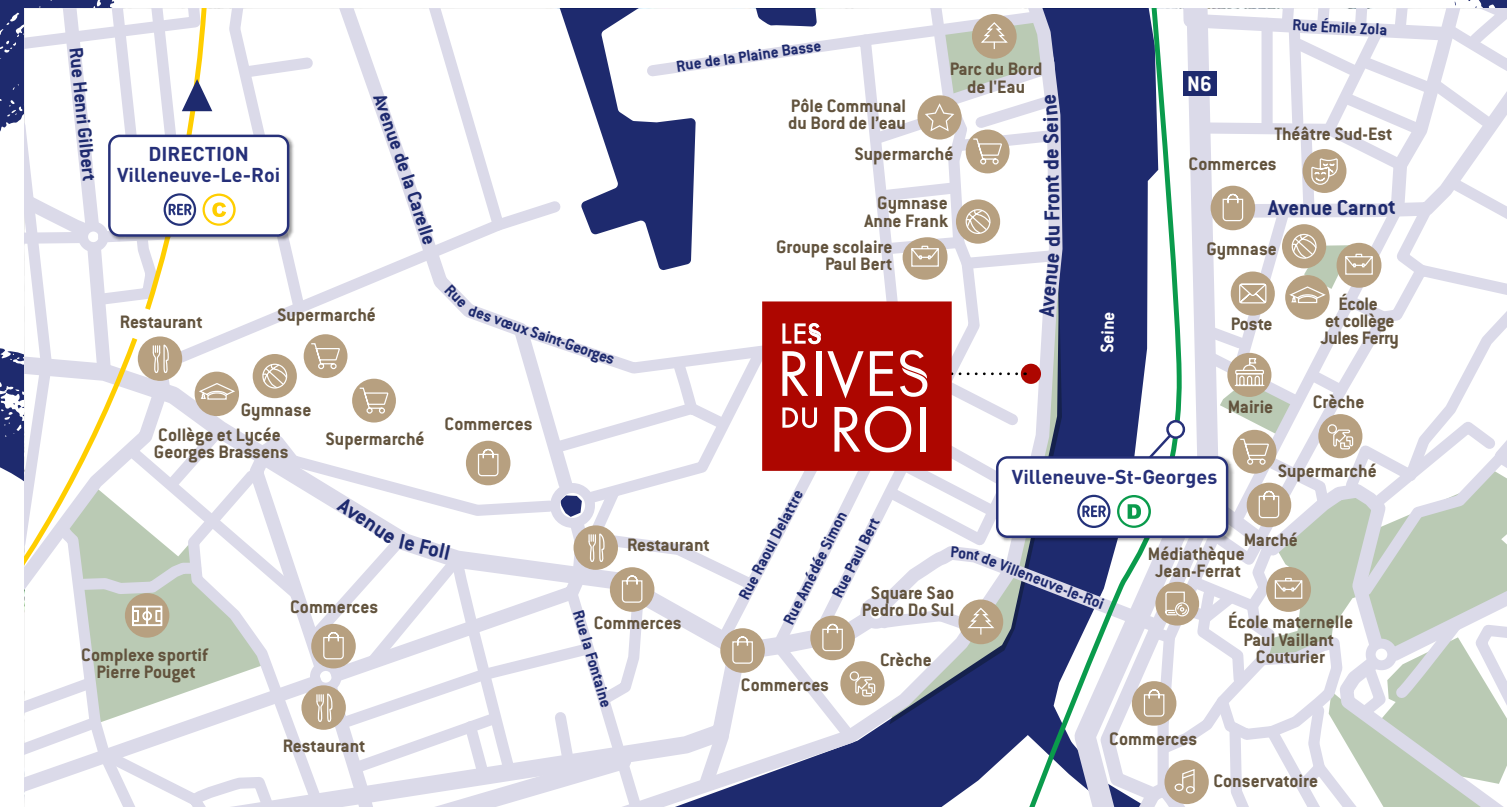 Rue Henri Gilbert
DIRECTION
Villeneuve-Le-Roi
RER C
Avenue de la Carelle
Rue des vœux Saint-Georges
Rue de la Plaine Basse
Parc du Bord
de l'Eau
Pôle Communal
du Bord de l'eau
Supermarché
Gymnase
Anne Frank
Groupe scolaire
Paul Bert
Avenue du Front de Seine
Seine
N6
Rue Émile Zola
Théâtre Sud-Est
Commerces
Avenue Carnot
Gymnase
Poste
École
et collège
Jules Ferry
Mairie
Crèche
Supermarché
Marché
LES
RIVES
DU ROI
Villeneuve-St-Georges
RER D
Restaurant
Supermarché
Gymnase
Collège et Lycée
Georges Brassens
Supermarché
Commerces
Avenue le Foll
Restaurant
Commerces
Rue la Fontaine
Rue Raoul Delattre
Rue Amédée Simon
Rue Paul Bert
Pont de Villeneuve-le-Roi
Square Sao
Pedro Do Sul
Crèche
Commerces
Complexe sportif
Pierre Pouget
Commerces
Restaurant
Médiathèque
Jean-Ferrat
École maternelle
Paul Vaillant
Couturier
Commerces
Conservatoire